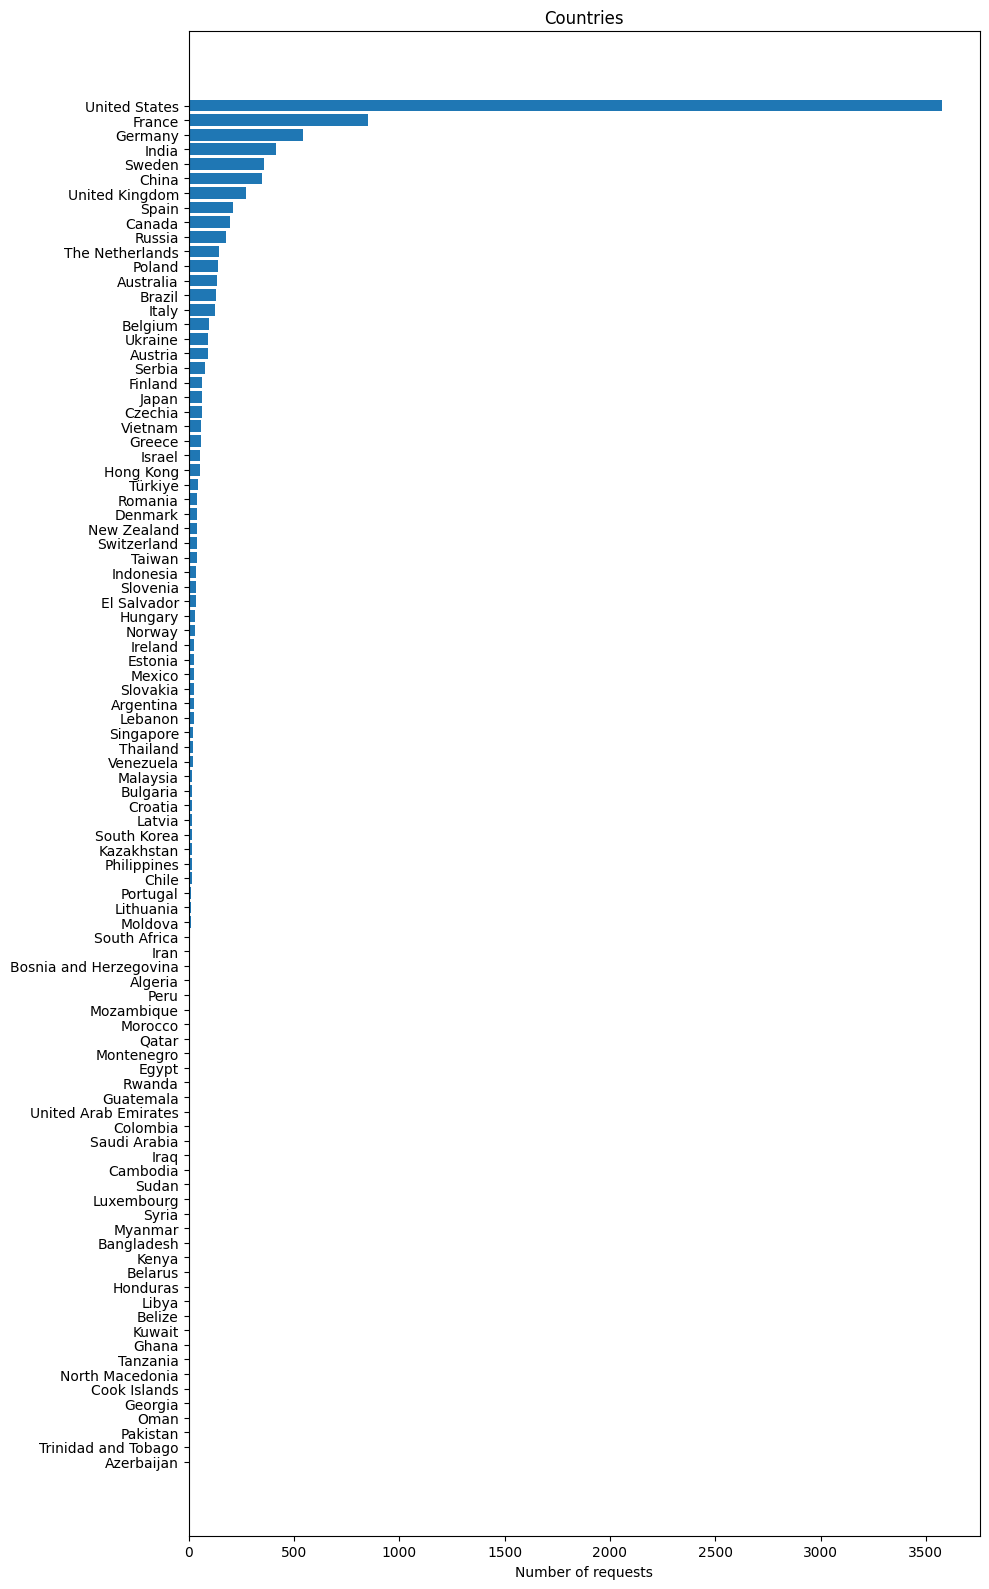 Countries
United States
France
Germany
India
Sweden
China
United Kingdom
Spain
Canada
Russia
The Netherlands
Poland
Australia
Brazil
Italy
Belgium
Ukraine
Austria
Serbia
Finland
Japan
Czechia
Vietnam
Greece
Israel
Hong Kong
Türkiye
Romania
Denmark
New Zealand
Switzerland
Taiwan
Indonesia
Slovenia
El Salvador
Hungary
Norway
Ireland
Estonia
Mexico
Slovakia
Argentina
Lebanon
Singapore
Thailand
Venezuela
Malaysia
Bulgaria
Croatia
Latvia
South Korea
Kazakhstan
Philippines
Chile
Portugal
Lithuania
Moldova
South Africa
Iran
Bosnia and Herzegovina
Algeria
Peru
Mozambique
Morocco
Qatar
Montenegro
Egypt
Rwanda
Guatemala
United Arab Emirates
Colombia
Saudi Arabia
Iraq
Cambodia
Sudan
Luxembourg
Syria
Myanmar
Bangladesh
Kenya
Belarus
Honduras
Libya
Belize
Kuwait
Ghana
Tanzania
North Macedonia
Cook Islands
Georgia
Oman
Pakistan
Trinidad and Tobago
Azerbaijan
0 500 1000 1500 2000 2500 3000 3500
Number of requests